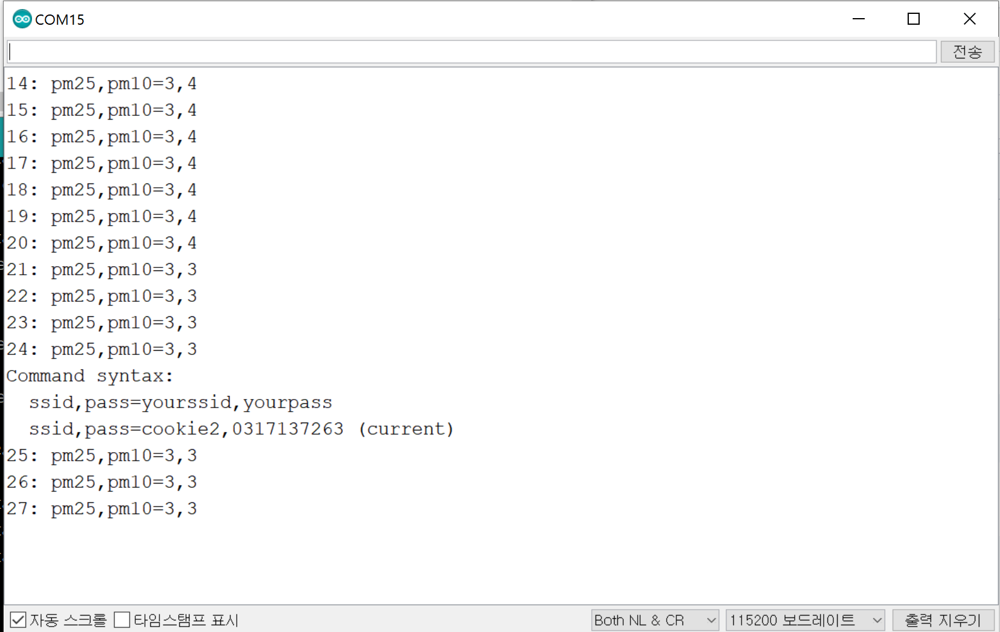 COM15
전송
14: pm25,pm10=3,4
15: pm25,pm10=3,4
16: pm25,pm10=3,4
17: pm25,pm10=3,4
18: pm25,pm10=3,4
19: pm25,pm10=3,4
20: pm25,pm10=3,4
21: pm25,pm10=3,3
22: pm25,pm10=3,3
23: pm25,pm10=3,3
24: pm25,pm10=3,3
Command syntax:
  ssid,pass=yourssid,yourpass
  ssid,pass=cookie2,0317137263 (current)
25: pm25,pm10=3,3
26: pm25,pm10=3,3
27: pm25,pm10=3,3
자동 스크롤 타임스탬프 표시 Both NL & CR 115200 보드레이트 출력 지우기